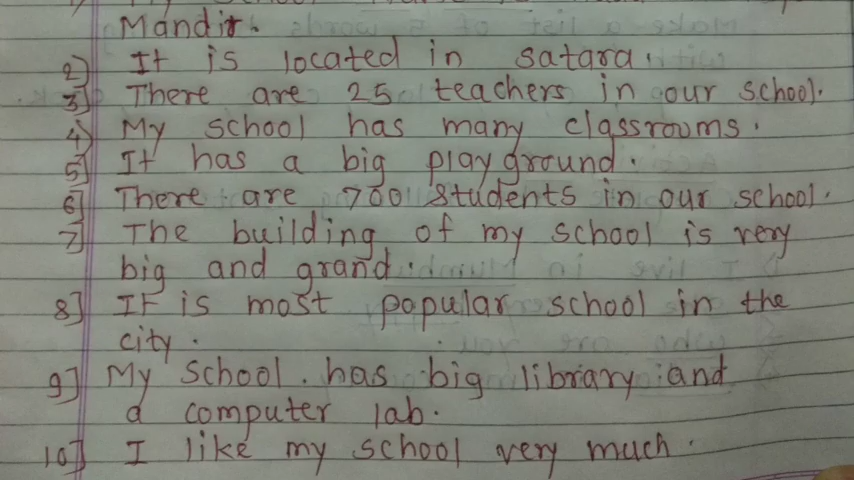 Mandir.
2] It is located in satara.
3] There are 25 teachers in our school.
4) My school has many classrooms.
5] It has a big playground.
6] There are 700 students in our school.
7] The building of my school is very
big and grand.
8] It is most popular school in the
city.
9] My school has big library and
a computer lab.
10] I like my school very much.